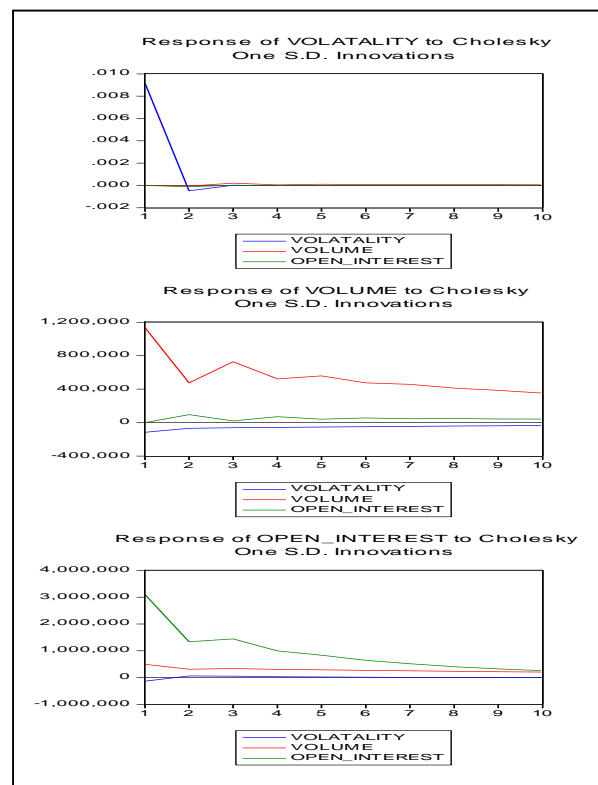 Response of VOLATALITY to Cholesky
One S.D. Innovations
.010
.008
.006
.004
.002
.000
-.002
1 2 3 4 5 6 7 8 9 10
VOLATALITY
VOLUME
OPEN_INTEREST
Response of VOLUME to Cholesky
One S.D. Innovations
1,200,000
800,000
400,000
0
-400,000
1 2 3 4 5 6 7 8 9 10
VOLATALITY
VOLUME
OPEN_INTEREST
Response of OPEN_INTEREST to Cholesky
One S.D. Innovations
4,000,000
3,000,000
2,000,000
1,000,000
0
-1,000,000
1 2 3 4 5 6 7 8 9 10
VOLATALITY
VOLUME
OPEN_INTEREST